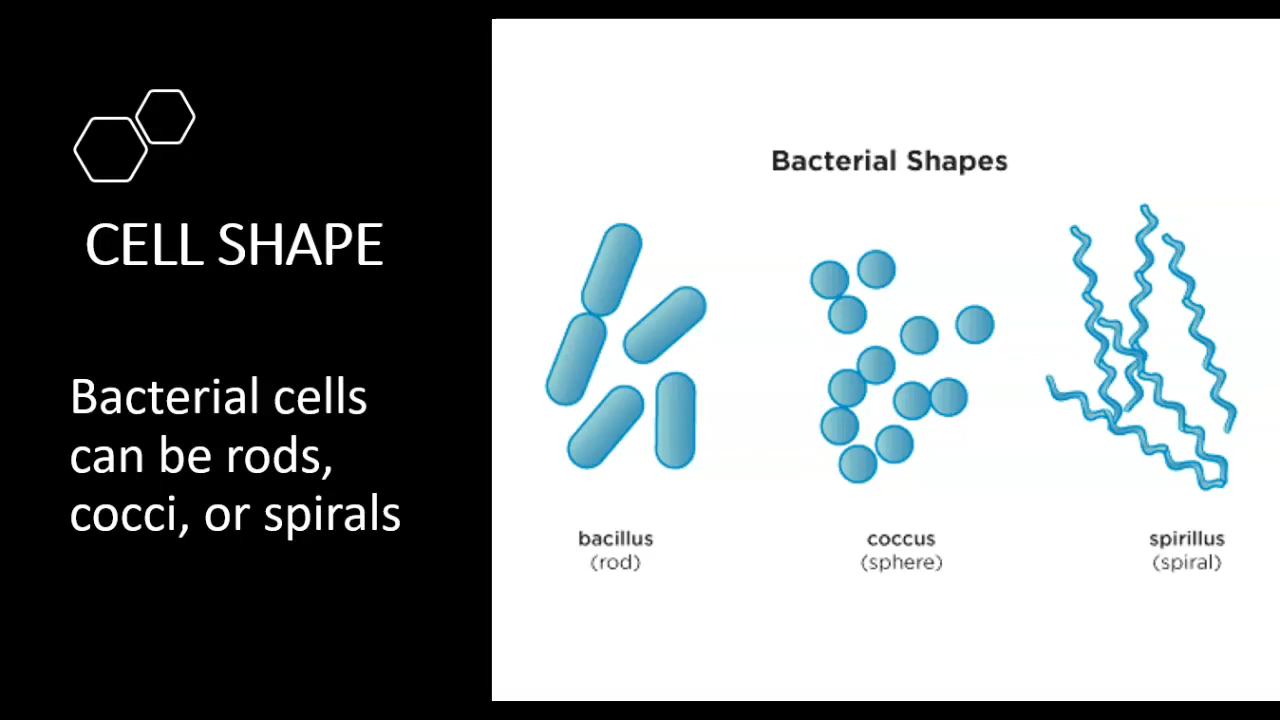 CELL SHAPE
Bacterial cells
can be rods,
cocci, or spirals
Bacterial Shapes
bacillus
(rod)
coccus
(sphere)
spirillus
(spiral)